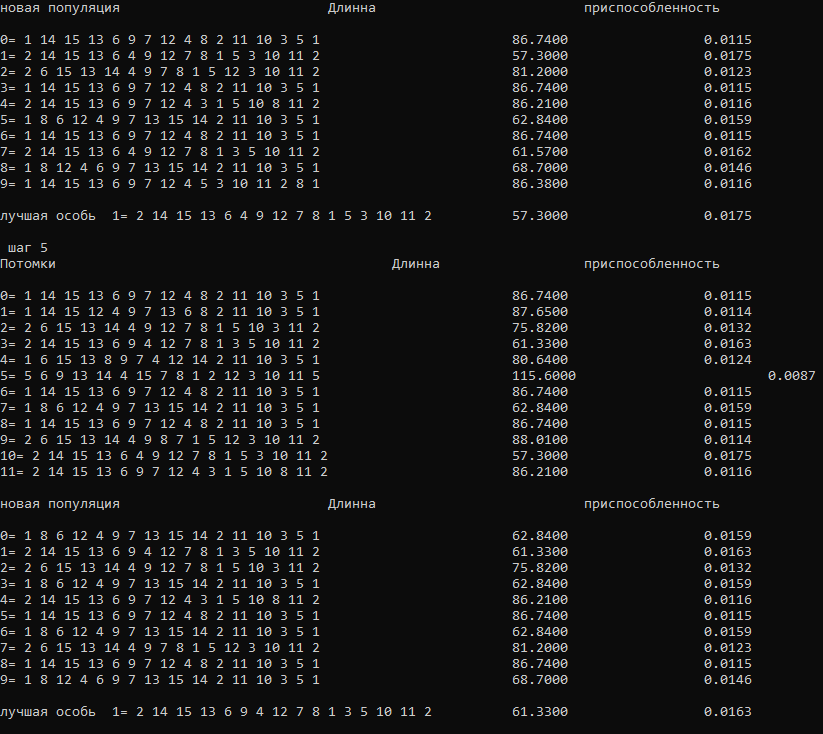 новая популяция Длинна приспособленность
0= 1 14 15 13 6 9 7 12 4 8 2 11 10 3 5 1 86.7400 0.0115
1= 2 14 15 13 6 4 9 12 7 8 1 5 3 10 11 2 57.3000 0.0175
2= 2 6 15 13 14 4 9 7 8 1 5 12 3 10 11 2 81.2000 0.0123
3= 1 14 15 13 6 9 7 12 4 8 2 11 10 3 5 1 86.7400 0.0115
4= 2 14 15 13 6 9 7 12 4 3 1 5 10 8 11 2 86.2100 0.0116
5= 1 8 6 12 4 9 7 13 15 14 2 11 10 3 5 1 62.8400 0.0159
6= 1 14 15 13 6 9 7 12 4 8 2 11 10 3 5 1 86.7400 0.0115
7= 2 14 15 13 6 4 9 12 7 8 1 3 5 10 11 2 61.5700 0.0162
8= 1 8 12 4 6 9 7 13 15 14 2 11 10 3 5 1 68.7000 0.0146
9= 1 14 15 13 6 9 7 12 4 5 3 10 11 2 8 1 86.3800 0.0116
лучшая особь 1= 2 14 15 13 6 4 9 12 7 8 1 5 3 10 11 2 57.3000 0.0175
шаг 5
Потомки Длинна приспособленность
0= 1 14 15 13 6 9 7 12 4 8 2 11 10 3 5 1 86.7400 0.0115
1= 1 14 15 12 4 9 7 13 6 8 2 11 10 3 5 1 87.6500 0.0114
2= 2 6 15 13 14 4 9 12 7 8 1 5 10 3 11 2 75.8200 0.0132
3= 2 14 15 13 6 9 4 12 7 8 1 3 5 10 11 2 61.3300 0.0163
4= 1 6 15 13 8 9 7 4 12 14 2 11 10 3 5 1 80.6400 0.0124
5= 5 6 9 13 14 4 15 7 8 1 2 12 3 10 11 5 115.6000 0.0087
6= 1 14 15 13 6 9 7 12 4 8 2 11 10 3 5 1 86.7400 0.0115
7= 1 8 6 12 4 9 7 13 15 14 2 11 10 3 5 1 62.8400 0.0159
8= 1 14 15 13 6 9 7 12 4 8 2 11 10 3 5 1 86.7400 0.0115
9= 2 6 15 13 14 4 9 8 7 1 5 12 3 10 11 2 88.0100 0.0114
10= 2 14 15 13 6 4 9 12 7 8 1 5 3 10 11 2 57.3000 0.0175
11= 2 14 15 13 6 9 7 12 4 3 1 5 10 8 11 2 86.2100 0.0116
новая популяция Длинна приспособленность
0= 1 8 6 12 4 9 7 13 15 14 2 11 10 3 5 1 62.8400 0.0159
1= 2 14 15 13 6 9 4 12 7 8 1 3 5 10 11 2 61.3300 0.0163
2= 2 6 15 13 14 4 9 12 7 8 1 5 10 3 11 2 75.8200 0.0132
3= 1 8 6 12 4 9 7 13 15 14 2 11 10 3 5 1 62.8400 0.0159
4= 2 14 15 13 6 9 7 12 4 3 1 5 10 8 11 2 86.2100 0.0116
5= 1 14 15 13 6 9 7 12 4 8 2 11 10 3 5 1 86.7400 0.0115
6= 1 8 6 12 4 9 7 13 15 14 2 11 10 3 5 1 62.8400 0.0159
7= 2 6 15 13 14 4 9 7 8 1 5 12 3 10 11 2 81.2000 0.0123
8= 1 14 15 13 6 9 7 12 4 8 2 11 10 3 5 1 86.7400 0.0115
9= 1 8 12 4 6 9 7 13 15 14 2 11 10 3 5 1 68.7000 0.0146
лучшая особь 1= 2 14 15 13 6 9 4 12 7 8 1 3 5 10 11 2 61.3300 0.0163